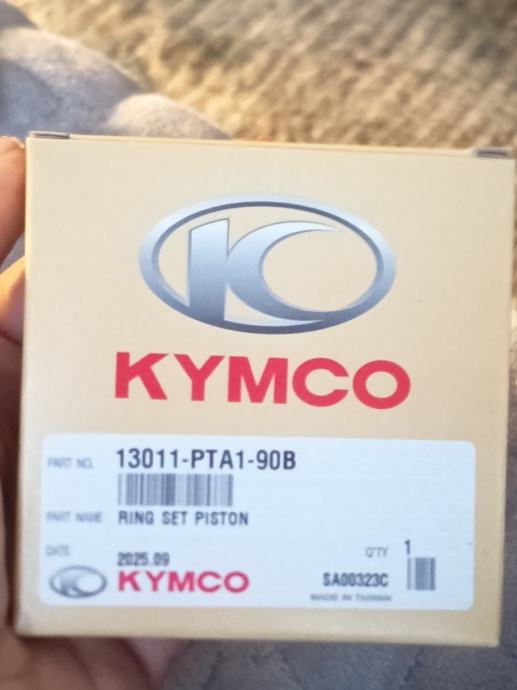 KYMCO
PART NO. 13011-PTA1-90B
PART NAME RING SET PISTON
DATE 2025.09 Q'TY 1
KYMCO SA00323C
MADE IN TAIWAN